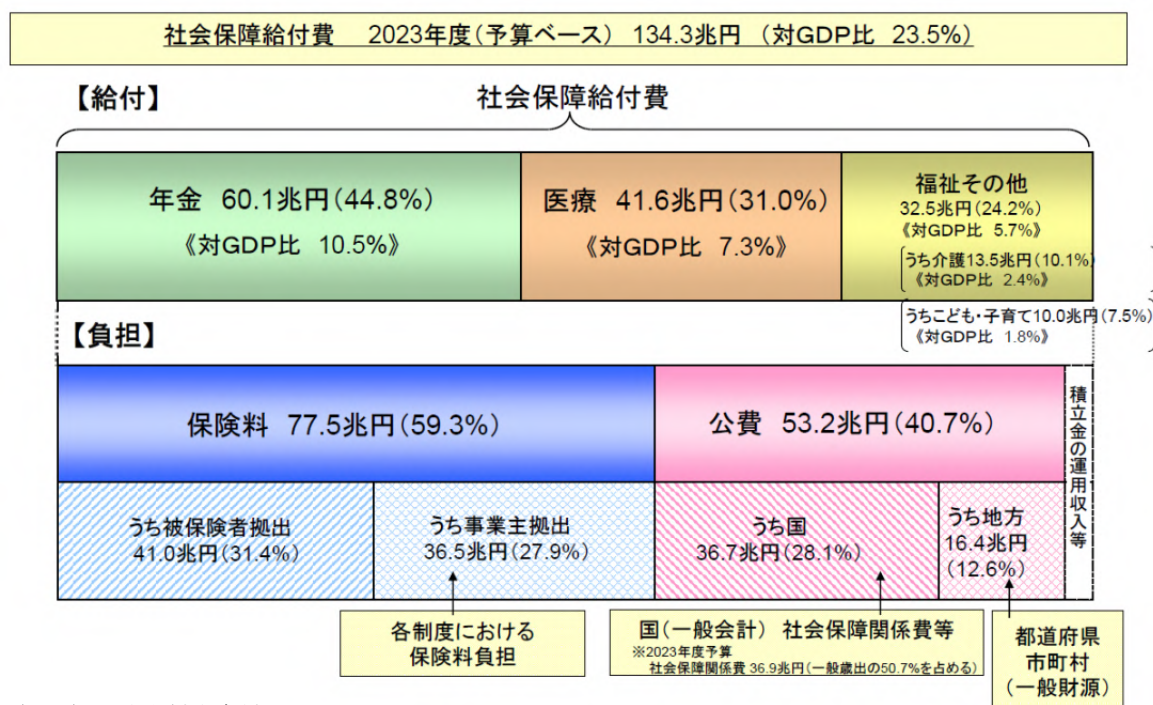 社会保障給付費　2023年度(予算ベース)　134.3兆円　(対GDP比　23.5%)
【給付】
社会保障給付費
年金　60.1兆円(44.8%)
《対GDP比　10.5%》
医療　41.6兆円(31.0%)
《対GDP比　7.3%》
福祉その他
32.5兆円(24.2%)
《対GDP比　5.7%》
うち介護13.5兆円(10.1%)
《対GDP比　2.4%》
うちこども・子育て10.0兆円(7.5%)
《対GDP比　1.8%》
【負担】
保険料　77.5兆円(59.3%)
公費　53.2兆円(40.7%)
積立金の運用収入等
うち被保険者拠出
41.0兆円(31.4%)
うち事業主拠出
36.5兆円(27.9%)
うち国
36.7兆円(28.1%)
うち地方
16.4兆円
(12.6%)
各制度における
保険料負担
国(一般会計)　社会保障関係費等
※2023年度予算
社会保障関係費 36.9兆円(一般歳出の50.7%を占める)
都道府県
市町村
(一般財源)